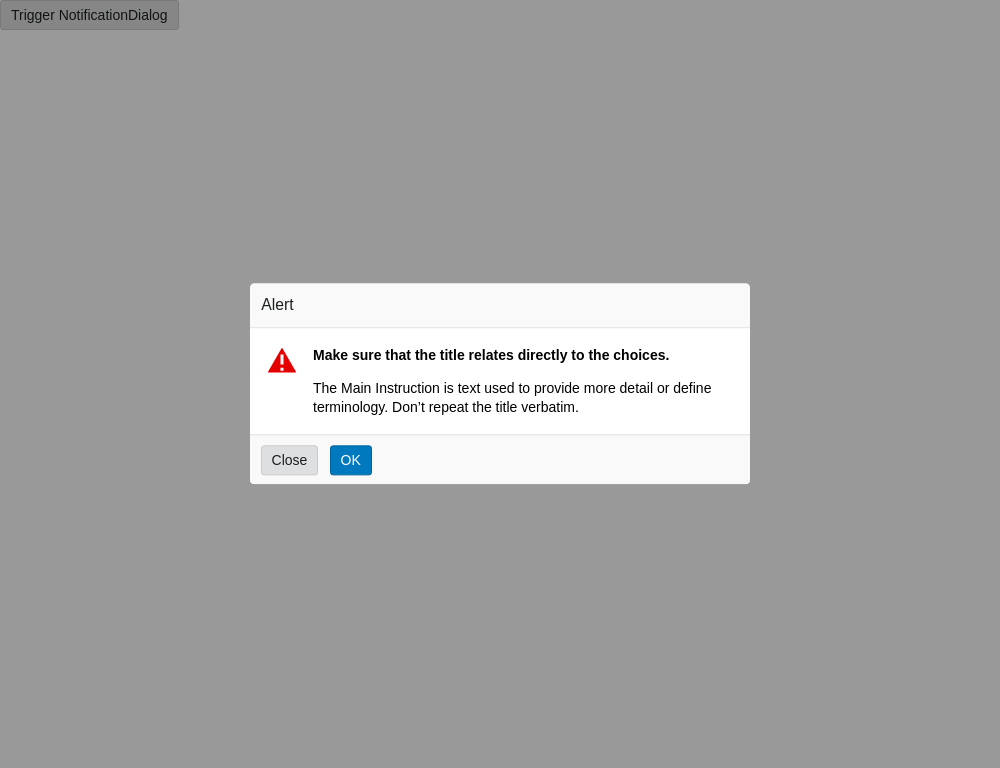 Trigger NotificationDialog
Alert
Make sure that the title relates directly to the choices.
The Main Instruction is text used to provide more detail or define
terminology. Don’t repeat the title verbatim.
Close OK